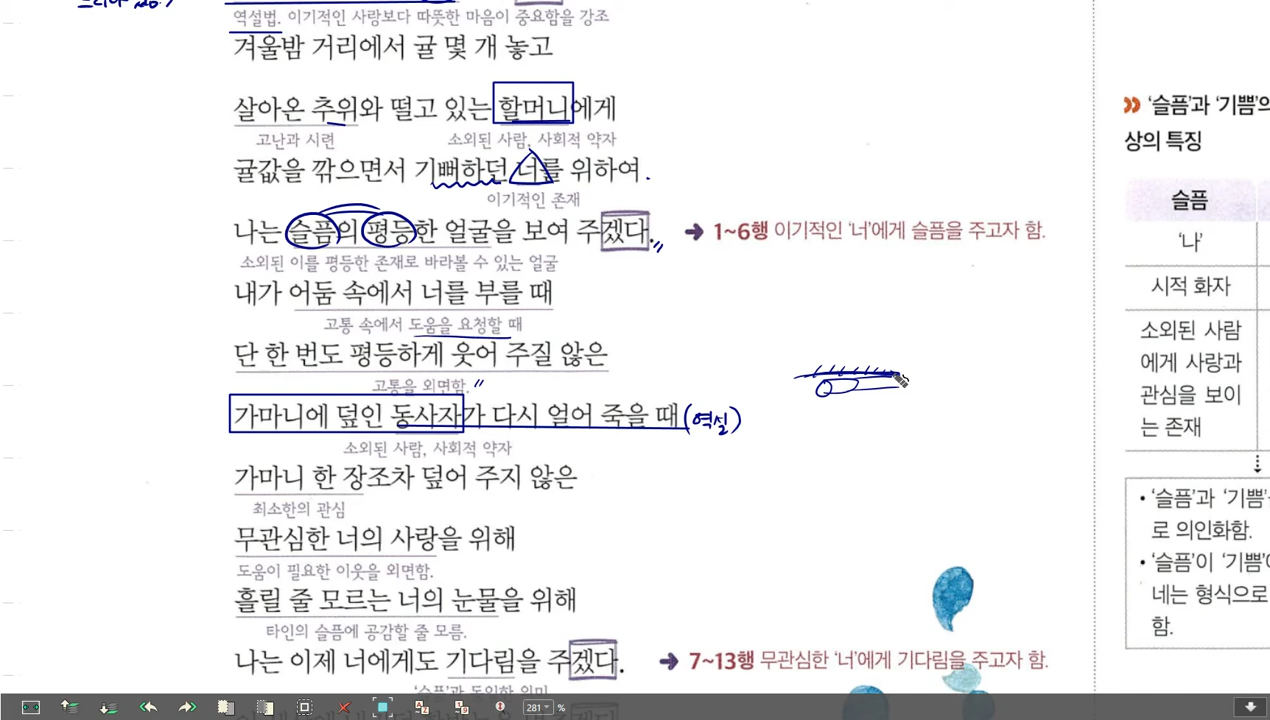 역설법. 이기적인 사랑보다 따뜻한 마음이 중요함을 강조
겨울밤 거리에서 귤 몇 개 놓고
살아온 추위와 떨고 있는 할머니에게
고난과 시련 소외된 사람, 사회적 약자
귤값을 깎으면서 기뻐하던 너를 위하여.
이기적인 존재
나는 슬픔의 평등한 얼굴을 보여 주겠다.
→ 1~6행 이기적인 '너'에게 슬픔을 주고자 함.
소외된 이를 평등한 존재로 바라볼 수 있는 얼굴
내가 어둠 속에서 너를 부를 때
고통 속에서 도움을 요청할 때
단 한 번도 평등하게 웃어 주질 않은
고통을 외면함.
가마니에 덮인 동사자가 다시 얼어 죽을 때 (역설)
소외된 사람, 사회적 약자
가마니 한 장조차 덮어 주지 않은
최소한의 관심
무관심한 너의 사랑을 위해
도움이 필요한 이웃을 외면함.
흘릴 줄 모르는 너의 눈물을 위해
타인의 슬픔에 공감할 줄 모름.
나는 이제 너에게도 기다림을 주겠다.
→ 7~13행 무관심한 '너'에게 기다림을 주고자 함.
'슬픔'과 동일한 의미
'슬픔'과 '기쁨'의
상의 특징
슬픔
'나'
시적 화자
소외된 사람
에게 사랑과
관심을 보이
는 존재
• '슬픔'과 '기쁨'
로 의인화함.
• '슬픔'이 '기쁨'
네는 형식으로
함.
281 %